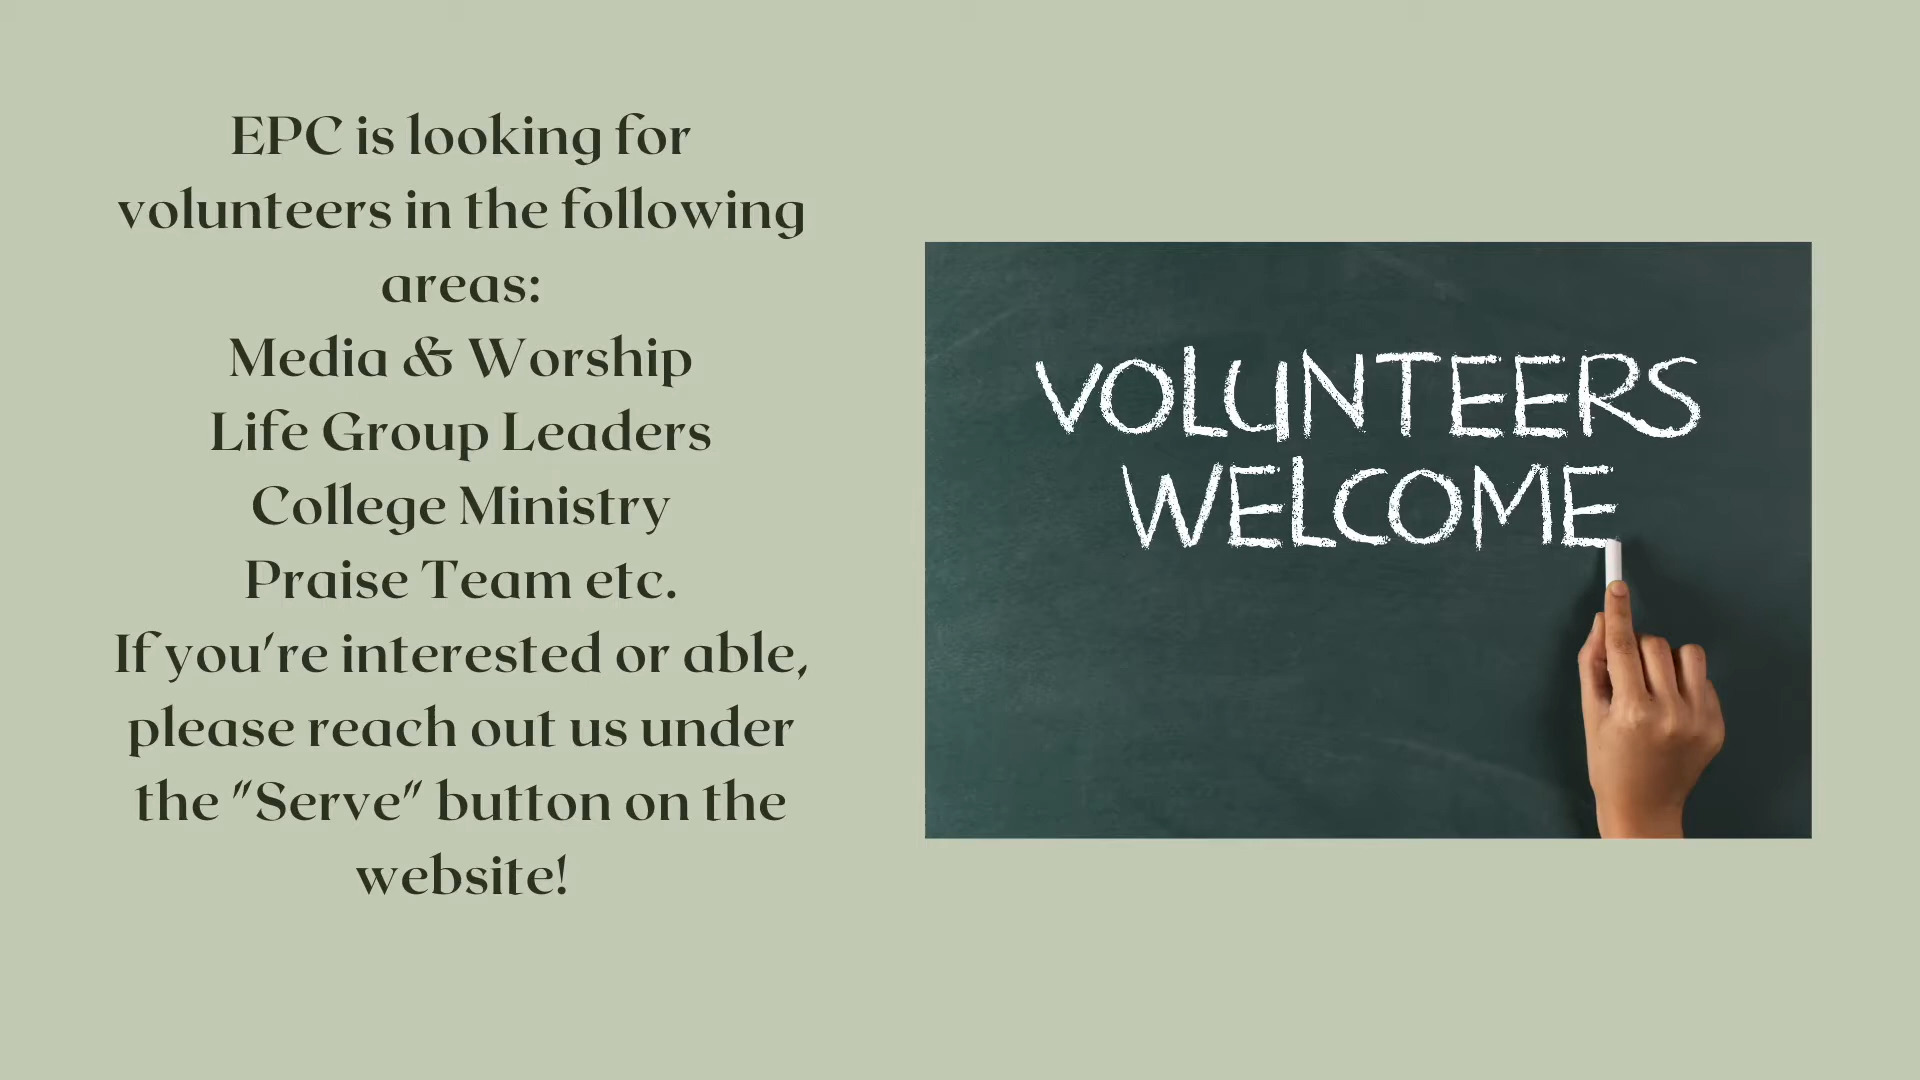 EPC is looking for
volunteers in the following
areas:
Media & Worship
Life Group Leaders
College Ministry
Praise Team etc.
If you're interested or able,
please reach out us under
the "Serve" button on the
website!
VOLUNTEERS
WELCOME